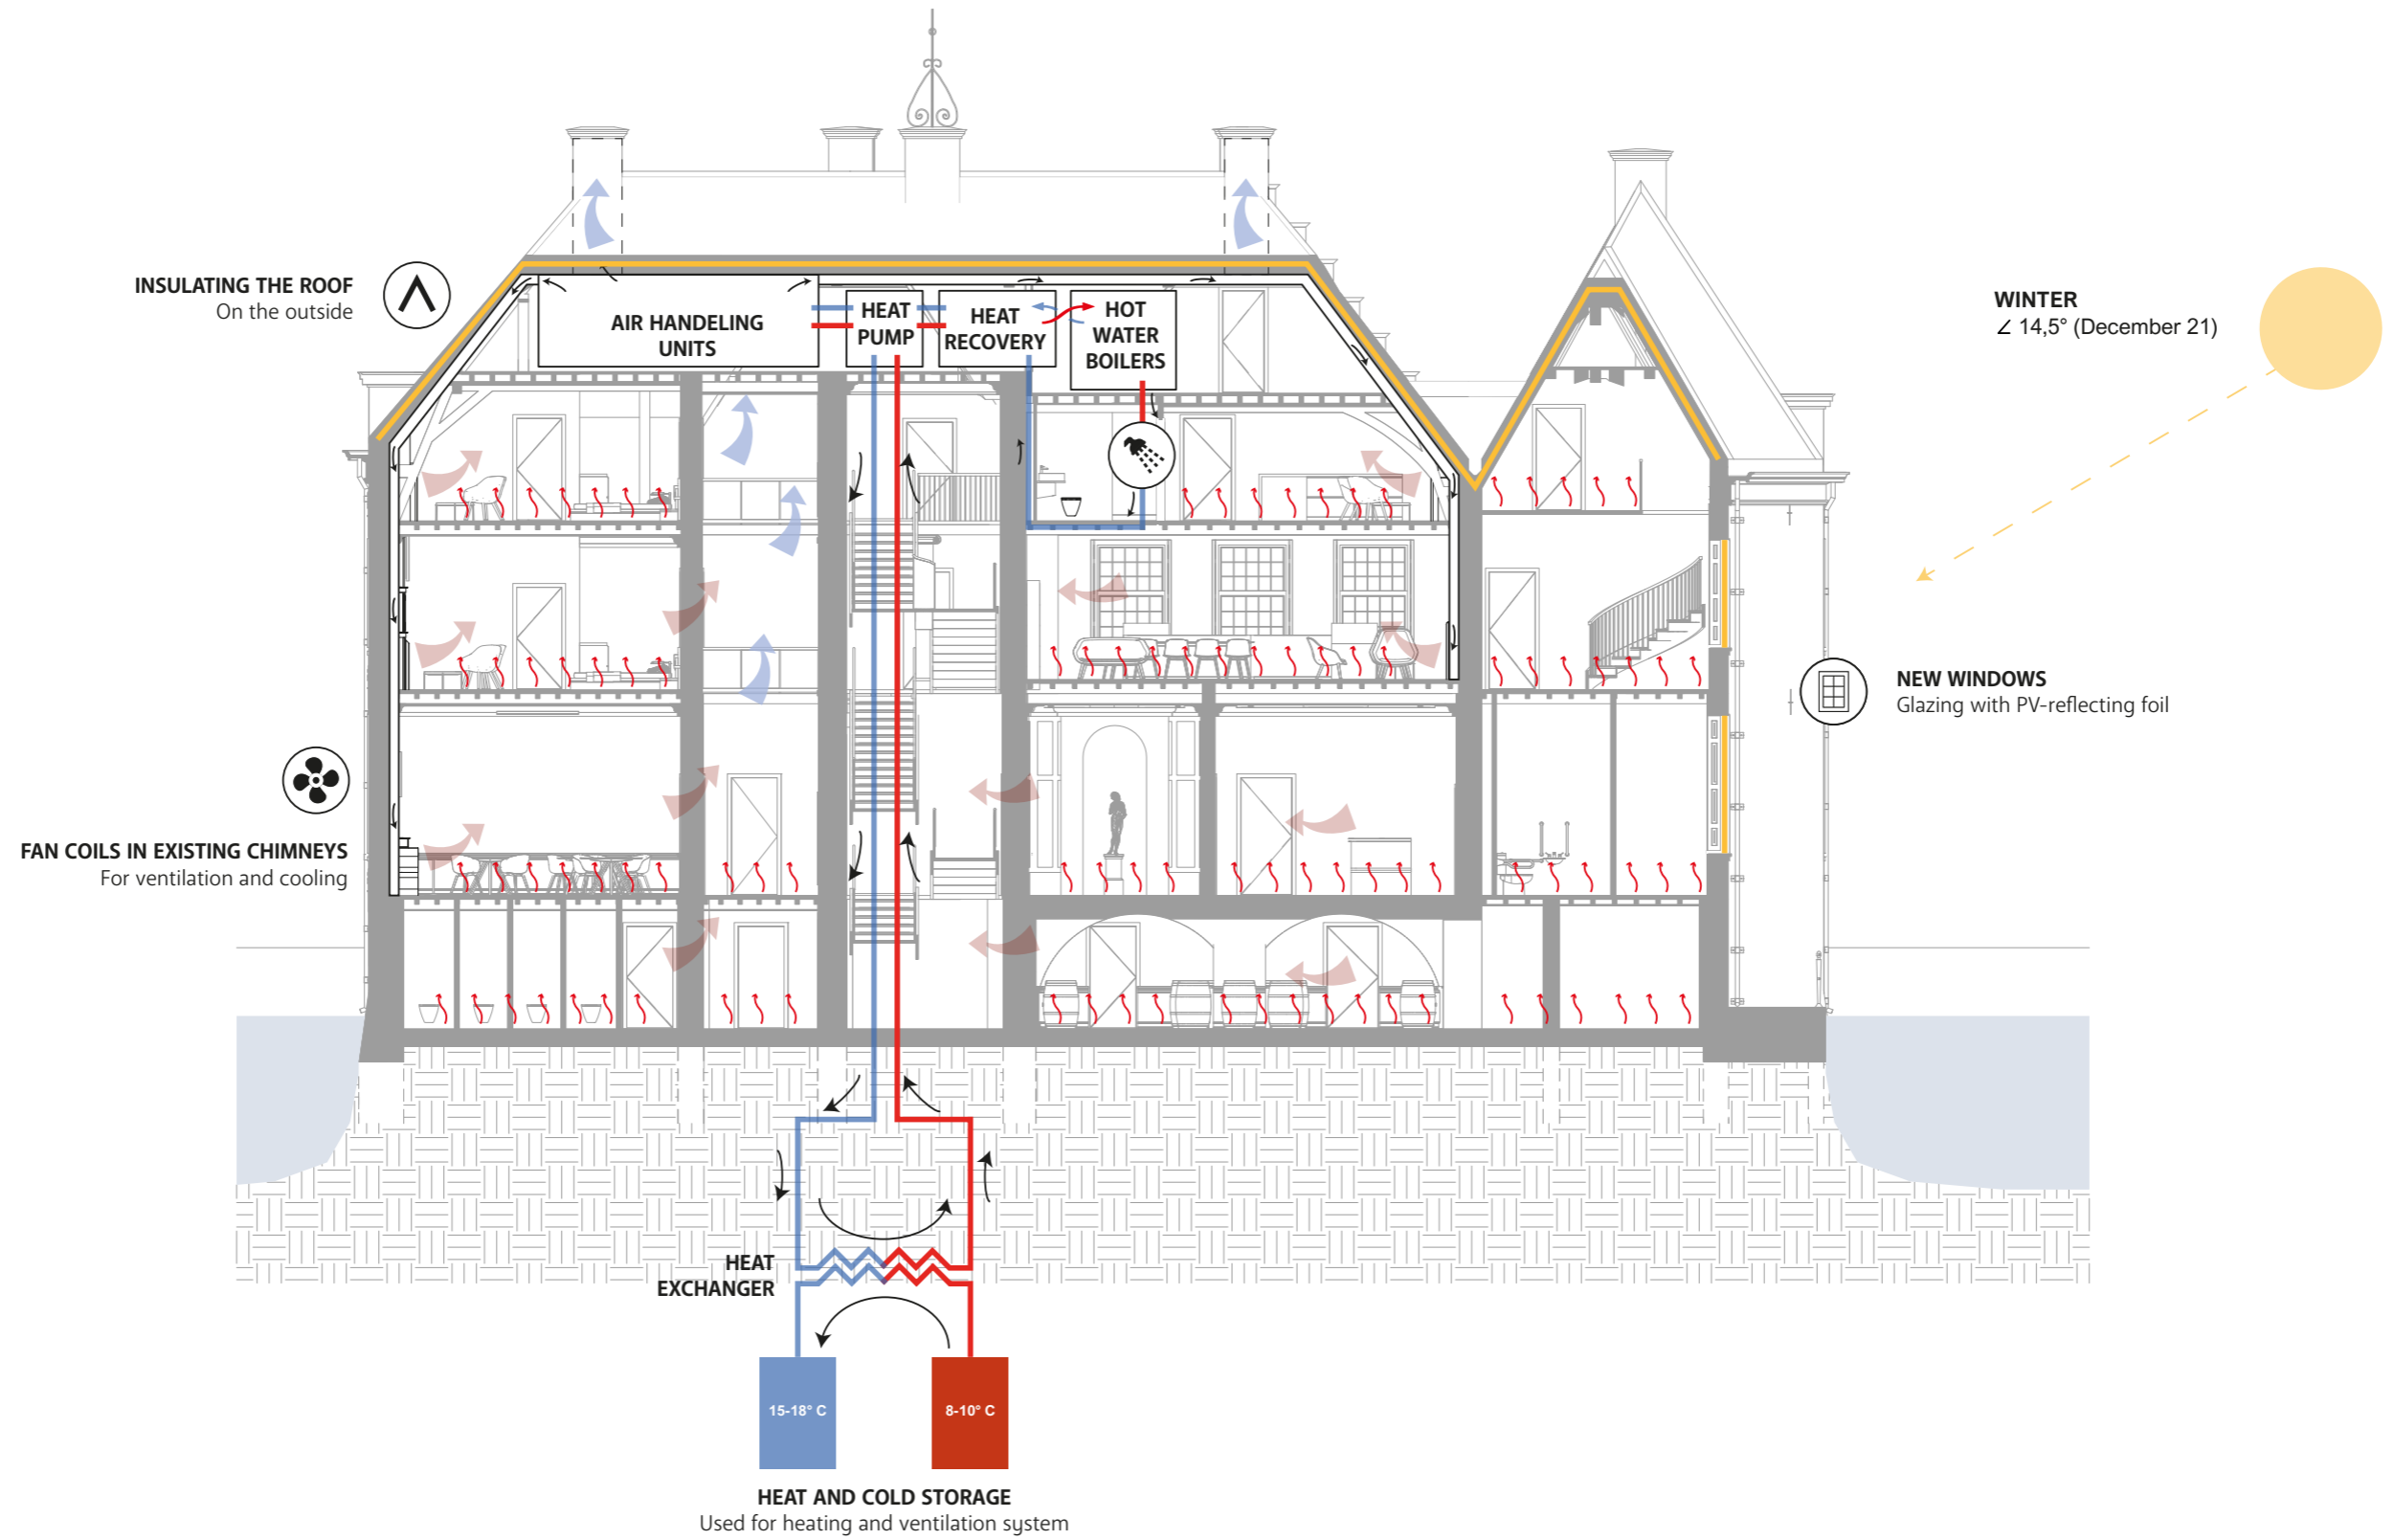 INSULATING THE ROOF
On the outside
AIR HANDELING
UNITS
HEAT
PUMP
HEAT
RECOVERY
HOT
WATER
BOILERS
WINTER
∠ 14,5° (December 21)
NEW WINDOWS
Glazing with PV-reflecting foil
FAN COILS IN EXISTING CHIMNEYS
For ventilation and cooling
HEAT
EXCHANGER
15-18° C
8-10° C
HEAT AND COLD STORAGE
Used for heating and ventilation system